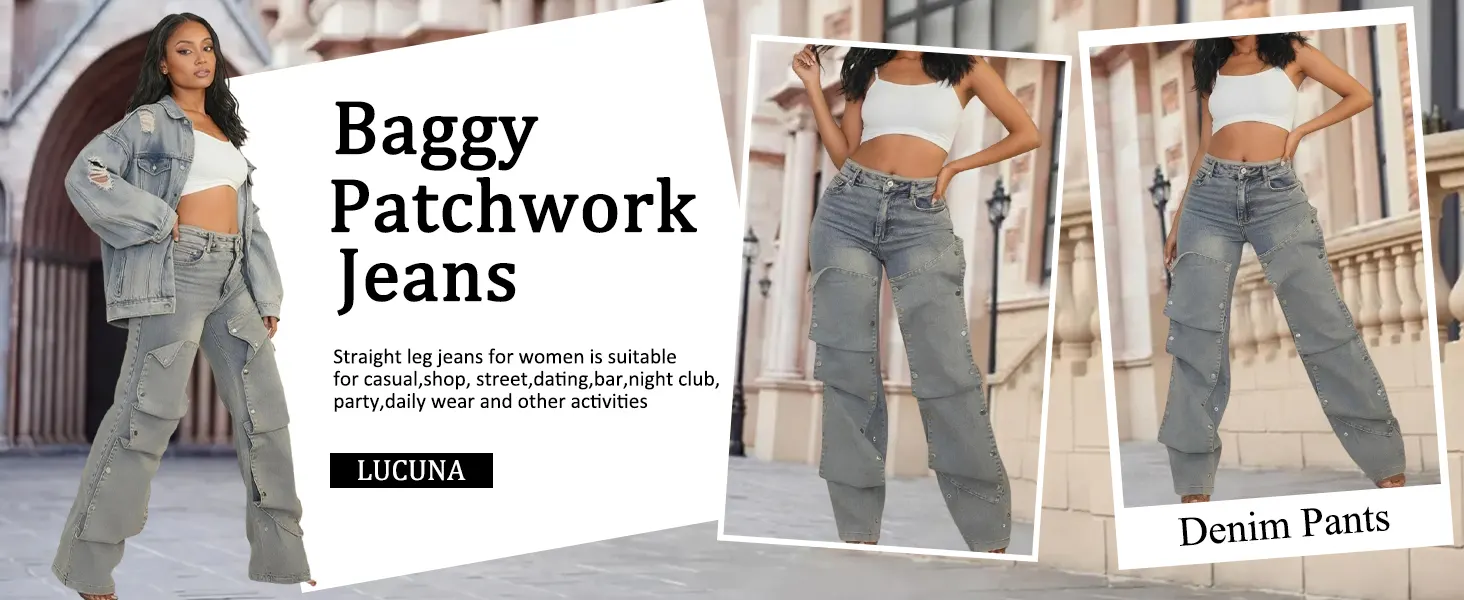 Baggy
Patchwork
Jeans
Straight leg jeans for women is suitable
for casual,shop, street,dating,bar,night club,
party,daily wear and other activities
LUCUNA
Denim Pants